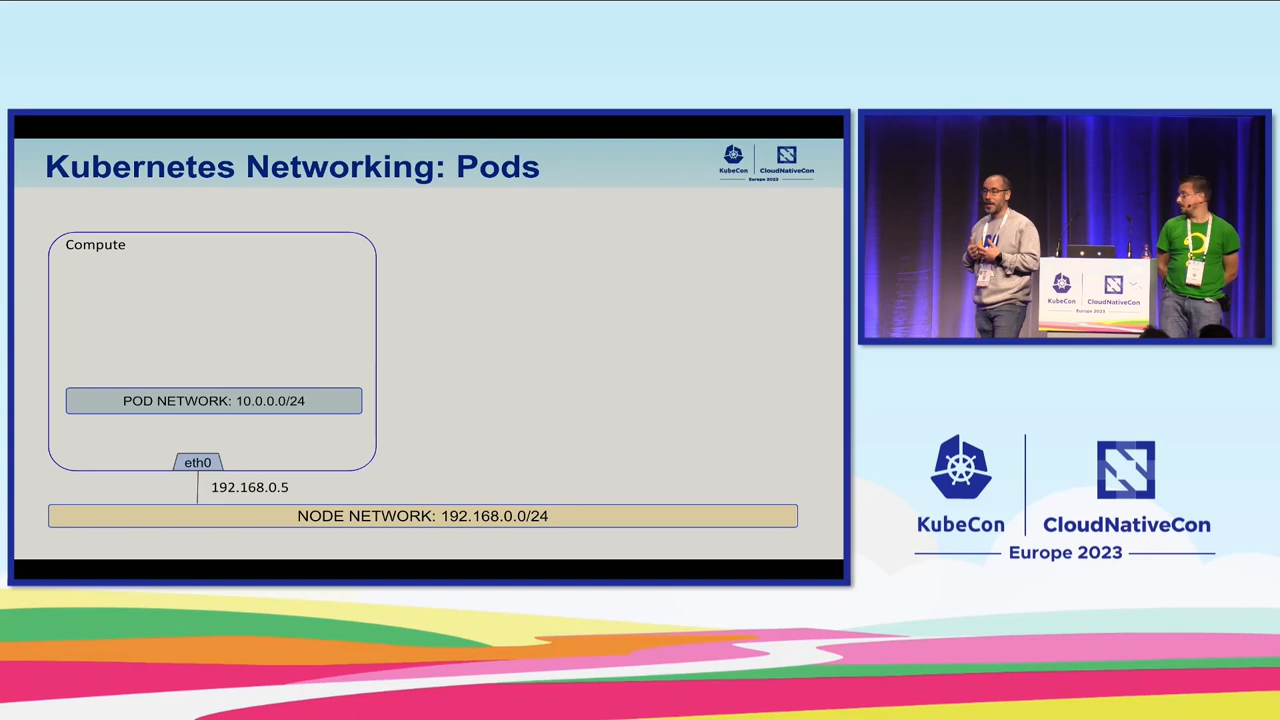 Kubernetes Networking: Pods
KubeCon
CloudNativeCon
Europe 2023
Compute
POD NETWORK: 10.0.0.0/24
eth0
192.168.0.5
NODE NETWORK: 192.168.0.0/24
KubeCon
CloudNativeCon
Europe 2023
KubeCon
CloudNativeCon
Europe 2023